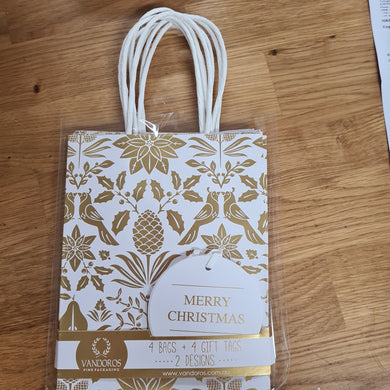 MERRY
CHRISTMAS
VANDOROS
FINE PACKAGING
4 BAGS + 4 GIFT TAGS
2 DESIGNS
www.vandoros.com.au